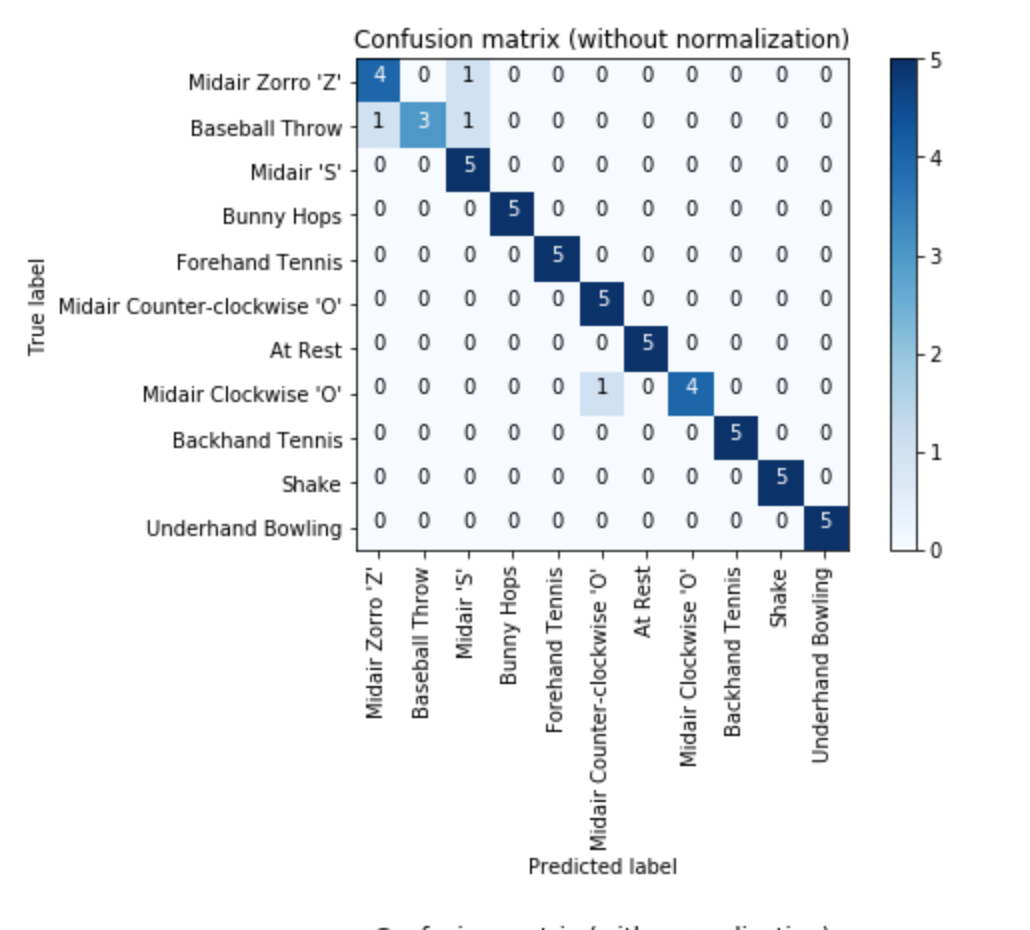 Confusion matrix (without normalization)
Midair Zorro 'Z' 4 0 1 0 0 0 0 0 0 0 0
Baseball Throw 1 3 1 0 0 0 0 0 0 0 0
Midair 'S' 0 0 5 0 0 0 0 0 0 0 0
Bunny Hops 0 0 0 5 0 0 0 0 0 0 0
Forehand Tennis 0 0 0 0 5 0 0 0 0 0 0
Midair Counter-clockwise 'O' 0 0 0 0 0 5 0 0 0 0 0
At Rest 0 0 0 0 0 0 5 0 0 0 0
Midair Clockwise 'O' 0 0 0 0 0 1 0 4 0 0 0
Backhand Tennis 0 0 0 0 0 0 0 0 5 0 0
Shake 0 0 0 0 0 0 0 0 0 5 0
Underhand Bowling 0 0 0 0 0 0 0 0 0 0 5
True label
Midair Zorro 'Z'
Baseball Throw
Midair 'S'
Bunny Hops
Forehand Tennis
Midair Counter-clockwise 'O'
At Rest
Midair Clockwise 'O'
Backhand Tennis
Shake
Underhand Bowling
Predicted label
5
4
3
2
1
0